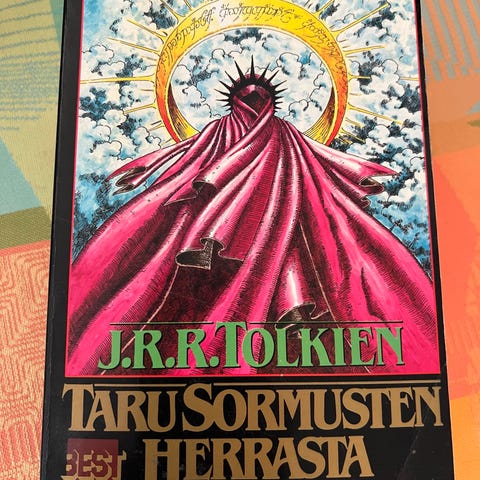 J.R.R.TOLKIEN
TARU SORMUSTEN
BEST HERRASTA